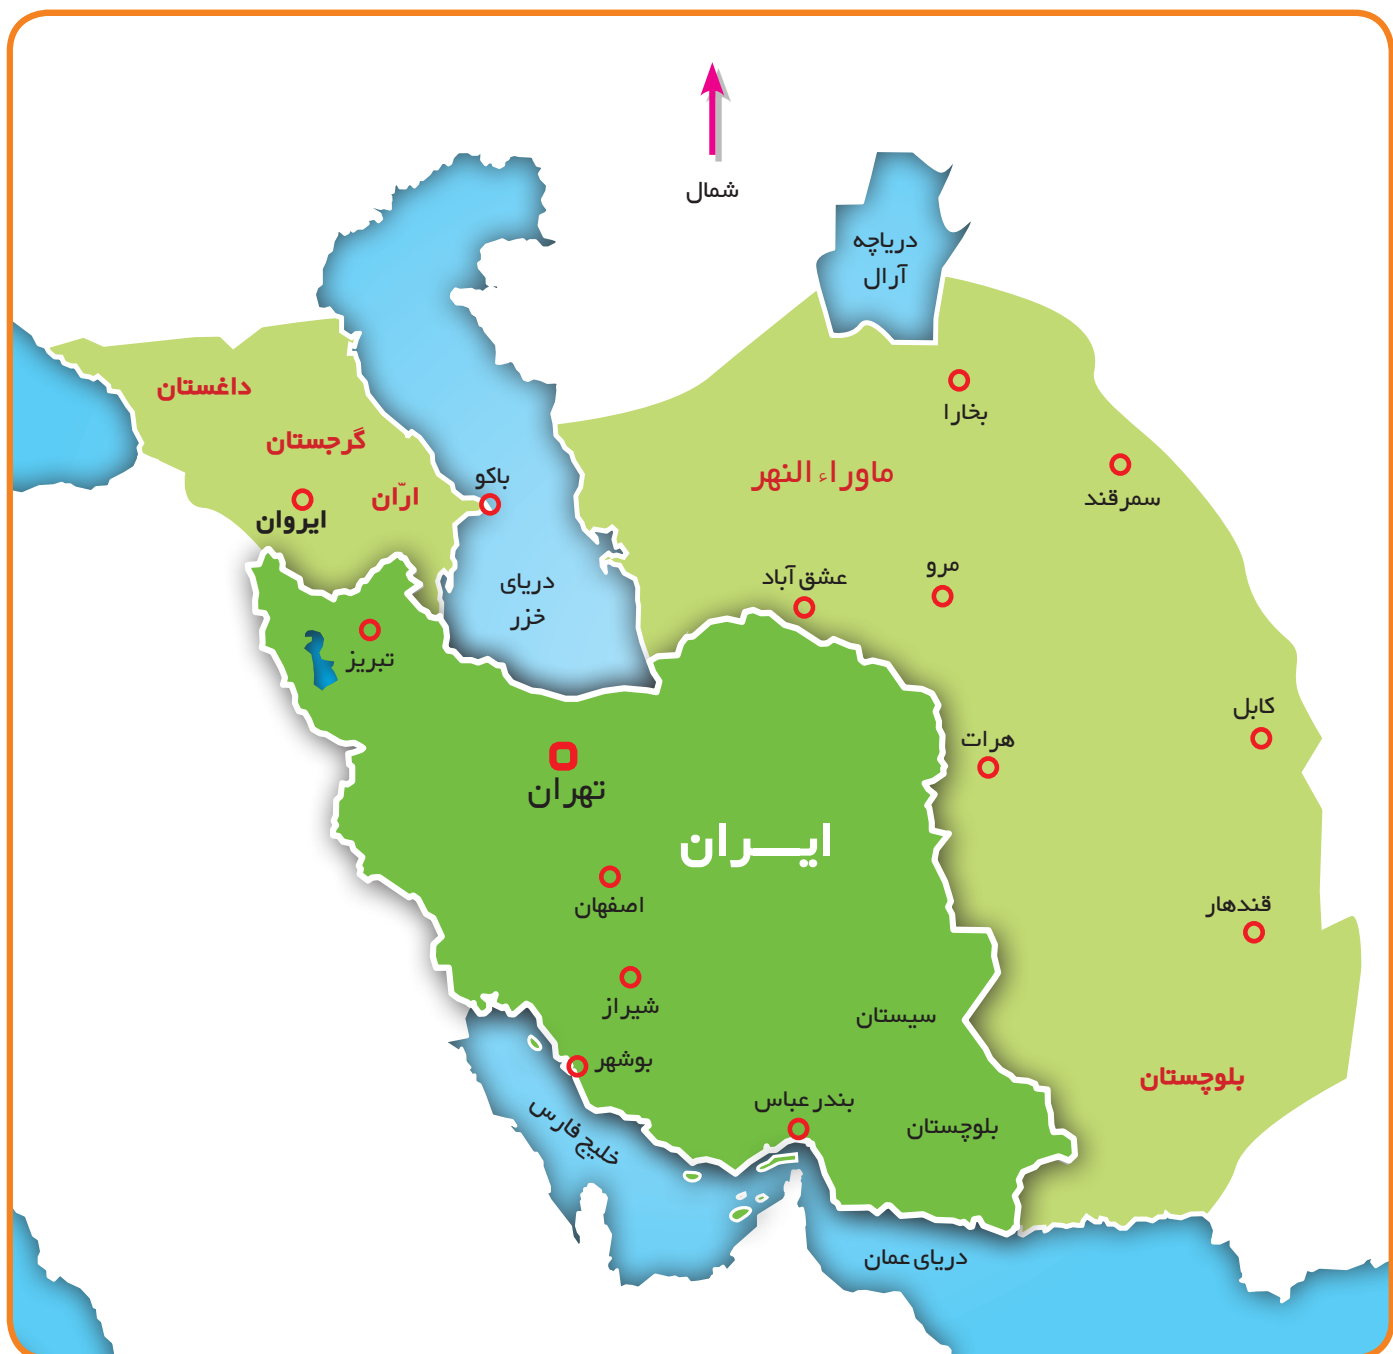 شمال
دریاچه
آرال
داغستان
بخارا
گرجستان
ماوراء النهر
باکو
سمرقند
ارّان
ایروان
مرو
عشق آباد
دریای
خزر
تبریز
کابل
هرات
تهران
ایـــران
اصفهان
قندهار
شیراز
سیستان
بوشهر
بلوچستان
بندر عباس
خلیج فارس
بلوچستان
دریای عمان